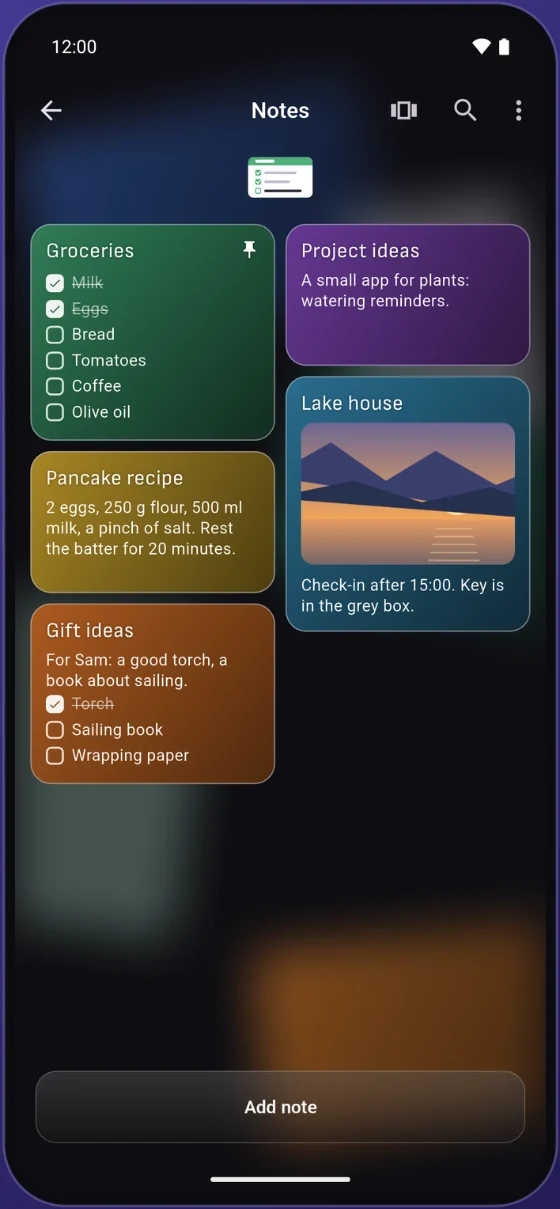 12:00
Notes
Groceries
Milk
Eggs
Bread
Tomatoes
Coffee
Olive oil
Project ideas
A small app for plants:
watering reminders.
Pancake recipe
2 eggs, 250 g flour, 500 ml
milk, a pinch of salt. Rest
the batter for 20 minutes.
Lake house
Check-in after 15:00. Key is
in the grey box.
Gift ideas
For Sam: a good torch, a
book about sailing.
Torch
Sailing book
Wrapping paper
Add note